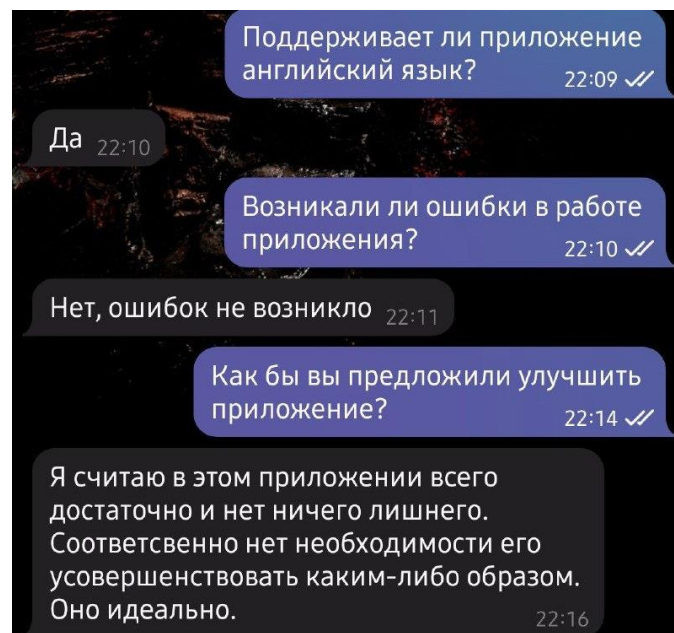 Поддерживает ли приложение
английский язык? 22:09
Да 22:10
Возникали ли ошибки в работе
приложения? 22:10
Нет, ошибок не возникло 22:11
Как бы вы предложили улучшить
приложение? 22:14
Я считаю в этом приложении всего
достаточно и нет ничего лишнего.
Соответсвенно нет необходимости его
усовершенствовать каким-либо образом.
Оно идеально. 22:16